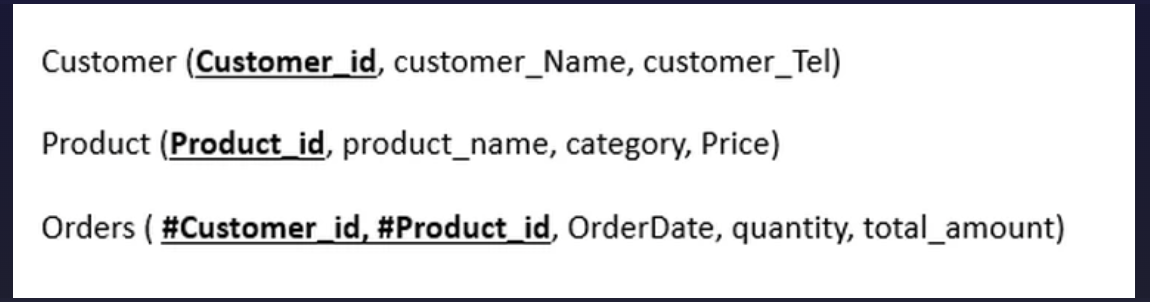 Customer (Customer_id, customer_Name, customer_Tel)
Product (Product_id, product_name, category, Price)
Orders ( #Customer_id, #Product_id, OrderDate, quantity, total_amount)